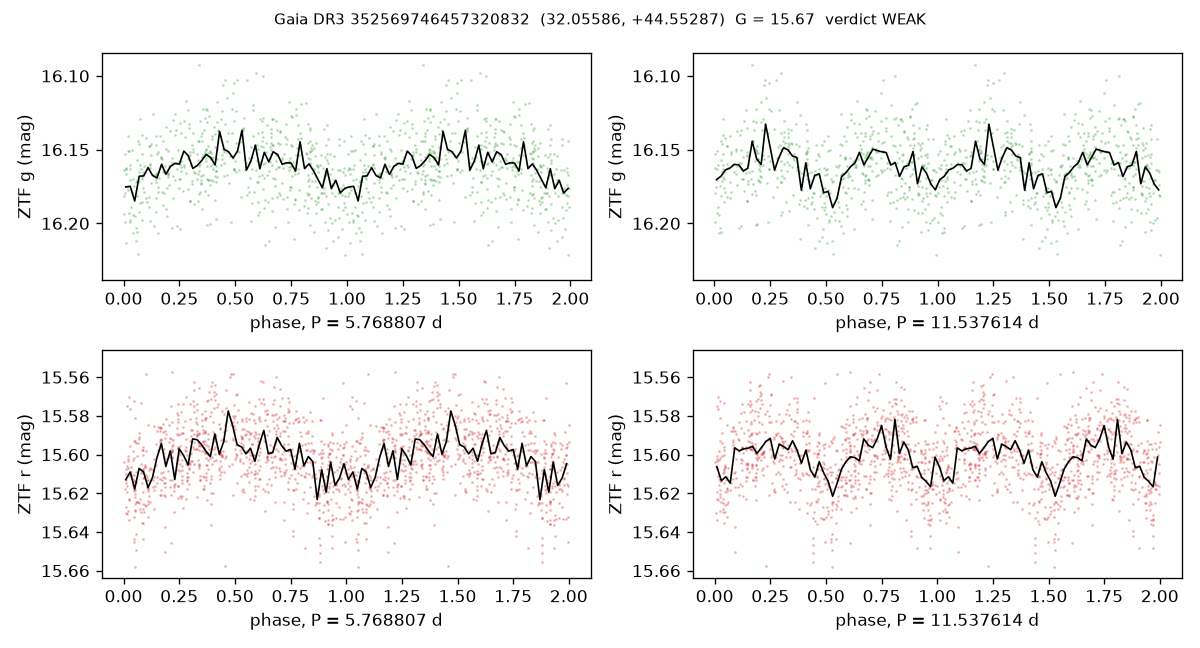 Gaia DR3 352569746457320832  (32.05586, +44.55287)  G = 15.67  verdict WEAK
ZTF g (mag)
16.10
16.15
16.20
0.00 0.25 0.50 0.75 1.00 1.25 1.50 1.75 2.00
phase, P = 5.768807 d
ZTF g (mag)
16.10
16.15
16.20
0.00 0.25 0.50 0.75 1.00 1.25 1.50 1.75 2.00
phase, P = 11.537614 d
ZTF r (mag)
15.56
15.58
15.60
15.62
15.64
15.66
0.00 0.25 0.50 0.75 1.00 1.25 1.50 1.75 2.00
phase, P = 5.768807 d
ZTF r (mag)
15.56
15.58
15.60
15.62
15.64
15.66
0.00 0.25 0.50 0.75 1.00 1.25 1.50 1.75 2.00
phase, P = 11.537614 d